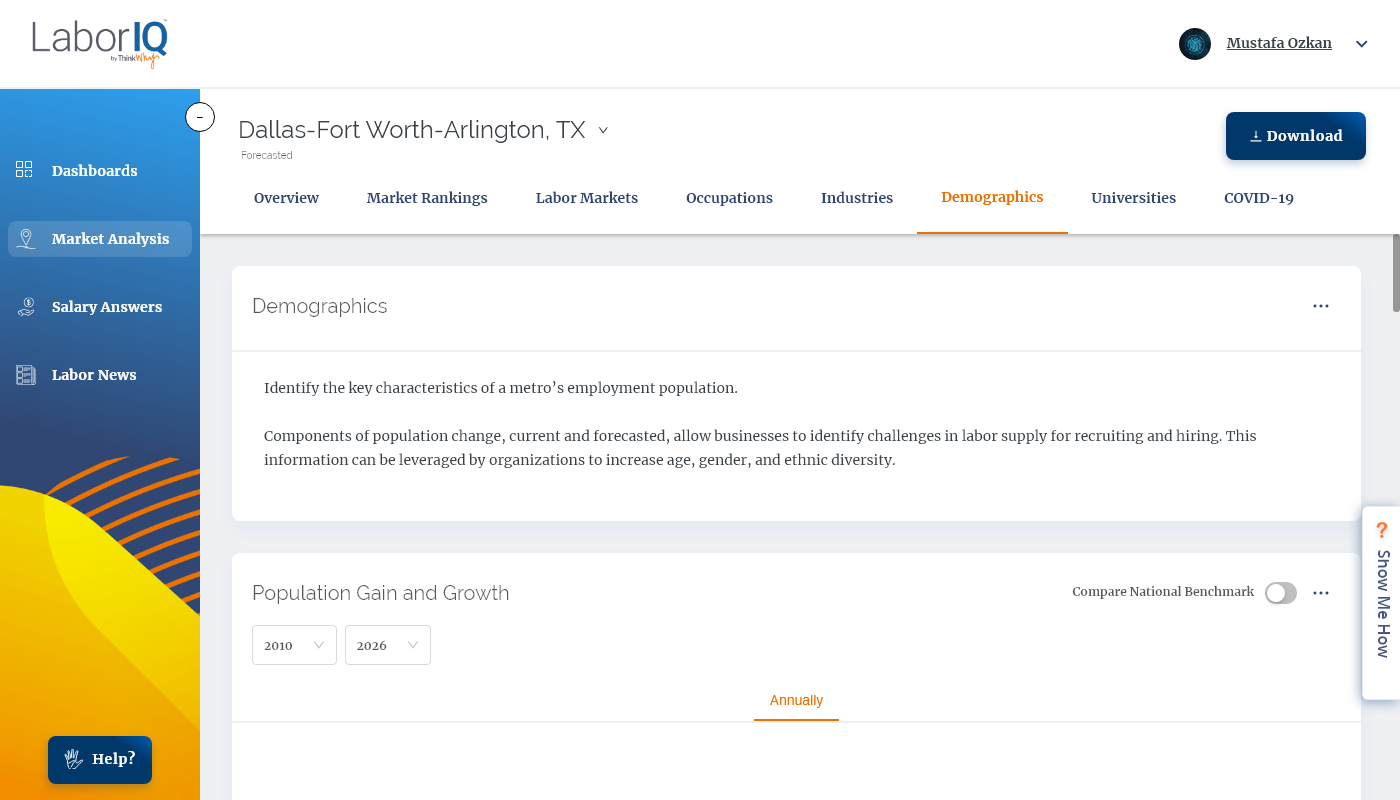 LaborIQ
by ThinkWhy
Mustafa Ozkan
-
Dallas-Fort Worth-Arlington, TX
Forecasted
Download
Dashboards
Market Analysis
Salary Answers
Labor News
Overview
Market Rankings
Labor Markets
Occupations
Industries
Demographics
Universities
COVID-19
Demographics
Identify the key characteristics of a metro’s employment population.
Components of population change, current and forecasted, allow businesses to identify challenges in labor supply for recruiting and hiring. This
information can be leveraged by organizations to increase age, gender, and ethnic diversity.
Population Gain and Growth
Compare National Benchmark
2010
2026
Annually
? Show Me How
Help?